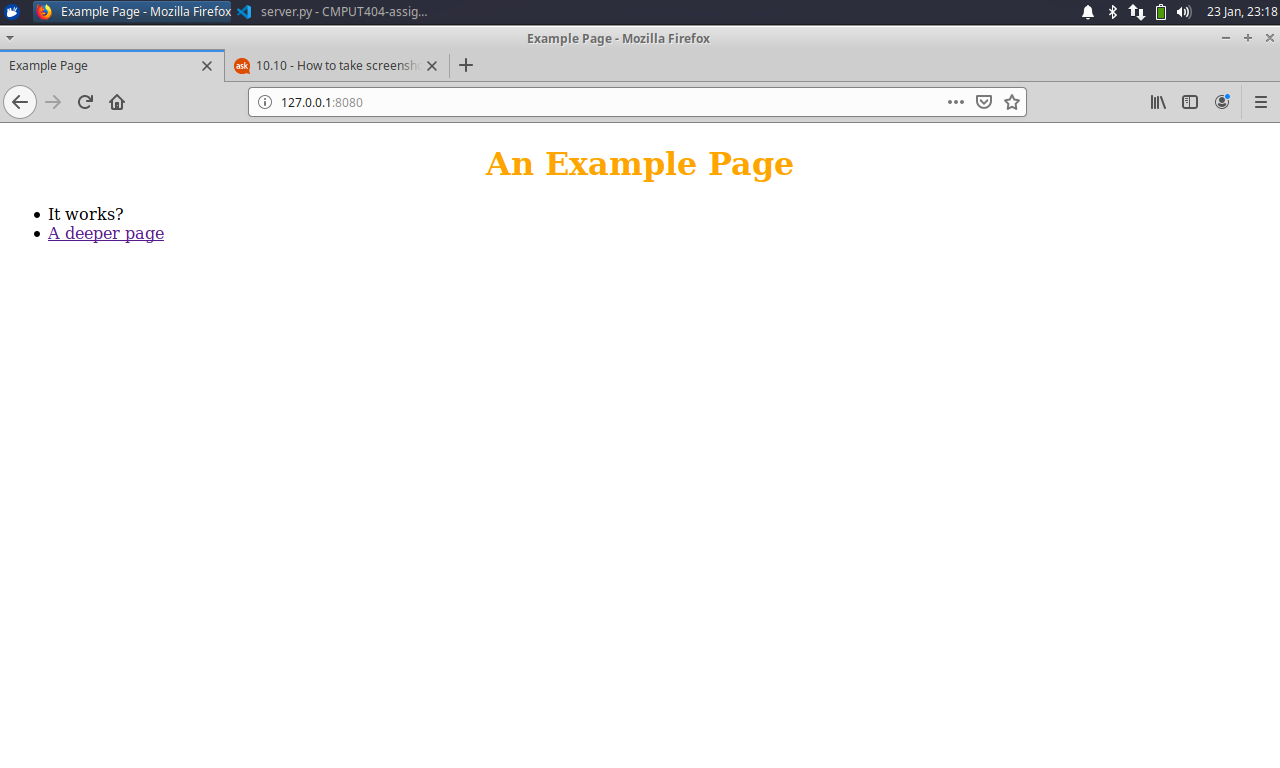 Example Page - Mozilla Firefox
server.py - CMPUT404-assig...
23 Jan, 23:18
Example Page - Mozilla Firefox
Example Page
ask
10.10 - How to take screensh
127.0.0.1:8080
An Example Page
• It works?
• A deeper page